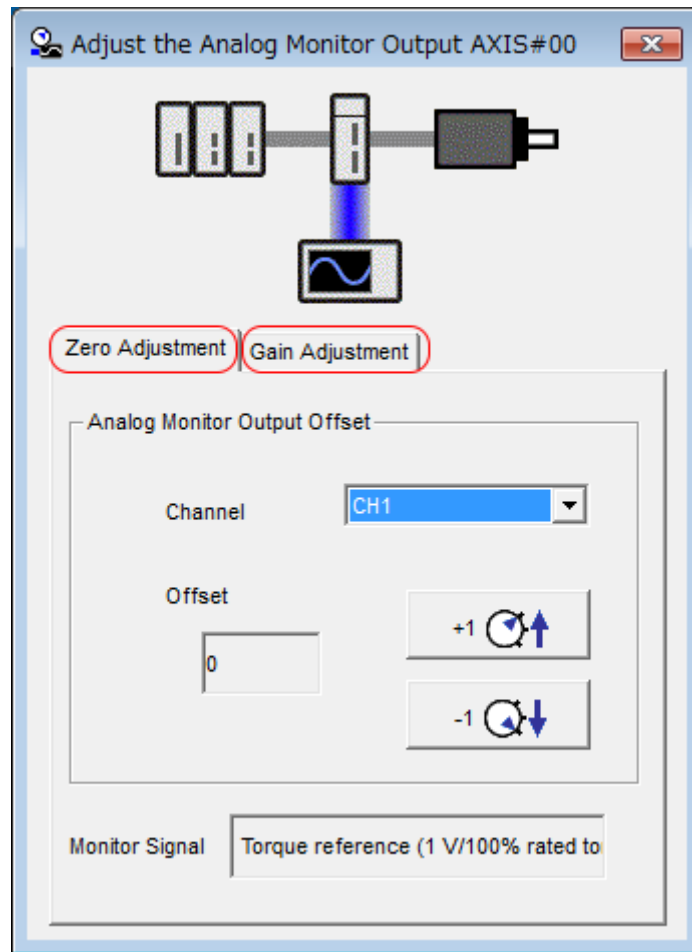 Adjust the Analog Monitor Output AXIS#00
Zero Adjustment
Gain Adjustment
Analog Monitor Output Offset
Channel
CH1
Offset
0
+1
-1
Monitor Signal
Torque reference (1 V/100% rated